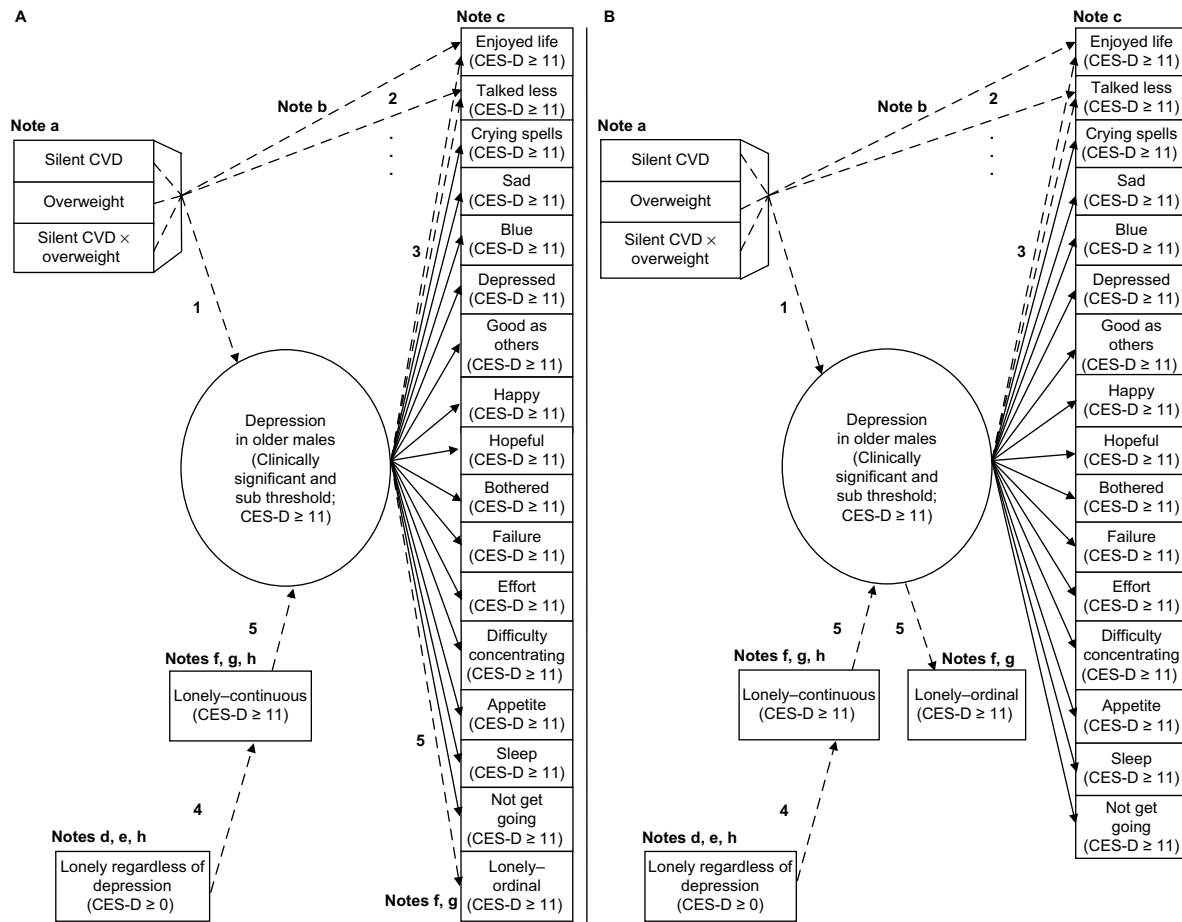 A
Note c
Enjoyed life
(CES-D ≥ 11)
Talked less
(CES-D ≥ 11)
Crying spells
(CES-D ≥ 11)
Sad
(CES-D ≥ 11)
Blue
(CES-D ≥ 11)
Depressed
(CES-D ≥ 11)
Good as
others
(CES-D ≥ 11)
Happy
(CES-D ≥ 11)
Hopeful
(CES-D ≥ 11)
Bothered
(CES-D ≥ 11)
Failure
(CES-D ≥ 11)
Effort
(CES-D ≥ 11)
Difficulty
concentrating
(CES-D ≥ 11)
Appetite
(CES-D ≥ 11)
Sleep
(CES-D ≥ 11)
Not get
going
(CES-D ≥ 11)
Lonely–
ordinal
(CES-D ≥ 11)
Notes f, g
Note b
2
.
.
.
.
Note a
Silent CVD
Overweight
Silent CVD ×
overweight
3
1
Depression
in older males
(Clinically
significant and
sub threshold;
CES-D ≥ 11)
5
Notes f, g, h
Lonely–continuous
(CES-D ≥ 11)
5
4
Notes d, e, h
Lonely regardless of
depression
(CES-D ≥ 0)
B
Note c
Enjoyed life
(CES-D ≥ 11)
Talked less
(CES-D ≥ 11)
Crying spells
(CES-D ≥ 11)
Sad
(CES-D ≥ 11)
Blue
(CES-D ≥ 11)
Depressed
(CES-D ≥ 11)
Good as
others
(CES-D ≥ 11)
Happy
(CES-D ≥ 11)
Hopeful
(CES-D ≥ 11)
Bothered
(CES-D ≥ 11)
Failure
(CES-D ≥ 11)
Effort
(CES-D ≥ 11)
Difficulty
concentrating
(CES-D ≥ 11)
Appetite
(CES-D ≥ 11)
Sleep
(CES-D ≥ 11)
Not get
going
(CES-D ≥ 11)
Note b
2
.
.
.
.
Note a
Silent CVD
Overweight
Silent CVD ×
overweight
3
1
Depression
in older males
(Clinically
significant and
sub threshold;
CES-D ≥ 11)
5
5
Notes f, g, h
Notes f, g
Lonely–continuous
(CES-D ≥ 11)
Lonely–ordinal
(CES-D ≥ 11)
4
Notes d, e, h
Lonely regardless of
depression
(CES-D ≥ 0)